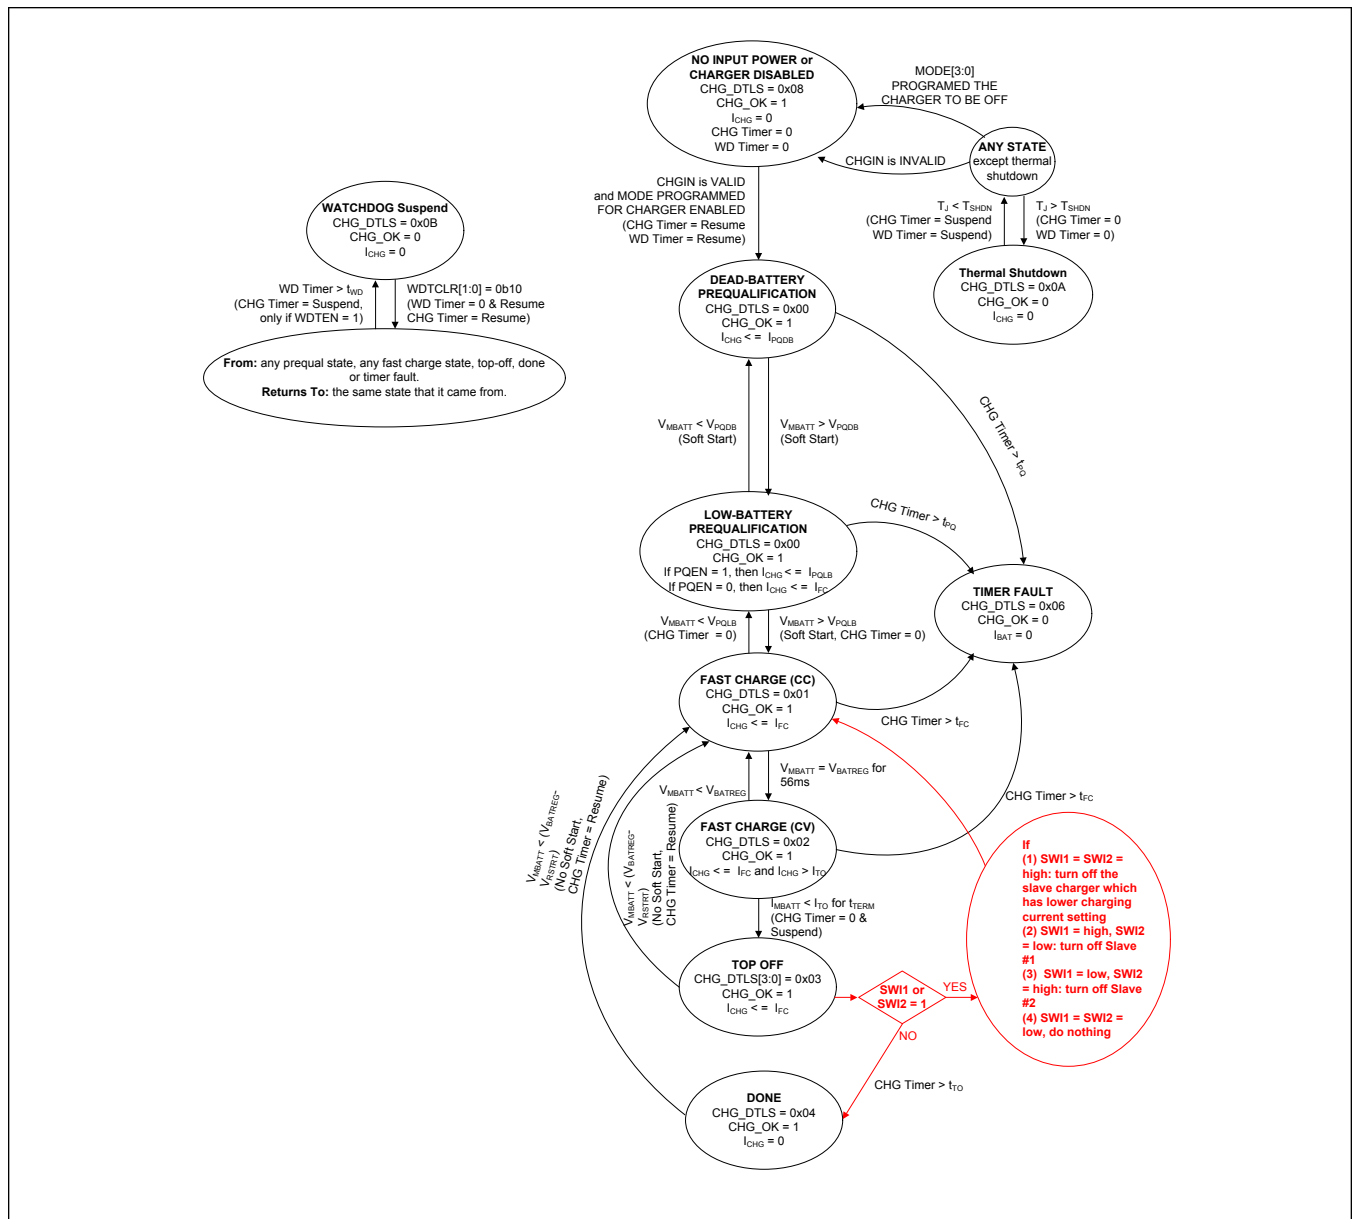 NO INPUT POWER or
CHARGER DISABLED
CHG_DTLS = 0x08
CHG_OK = 1
ICHG = 0
CHG Timer = 0
WD Timer = 0
MODE[3:0]
PROGRAMED THE
CHARGER TO BE OFF
ANY STATE
except thermal
shutdown
CHGIN is INVALID
CHGIN is VALID
and MODE PROGRAMMED
FOR CHARGER ENABLED
(CHG Timer = Resume
WD Timer = Resume)
TJ < TSHDN
(CHG Timer = Suspend
WD Timer = Suspend)
TJ > TSHDN
(CHG Timer = 0
WD Timer = 0)
Thermal Shutdown
CHG_DTLS = 0x0A
CHG_OK = 0
ICHG = 0
WATCHDOG Suspend
CHG_DTLS = 0x0B
CHG_OK = 0
ICHG = 0
WD Timer > tWD
(CHG Timer = Suspend,
only if WDTEN = 1)
WDTCLR[1:0] = 0b10
(WD Timer = 0 & Resume
CHG Timer = Resume)
From: any prequal state, any fast charge state, top-off, done
or timer fault.
Returns To: the same state that it came from.
DEAD-BATTERY
PREQUALIFICATION
CHG_DTLS = 0x00
CHG_OK = 1
ICHG < = IPQDB
VMBATT < VPQDB
(Soft Start)
VMBATT > VPQDB
(Soft Start)
CHG Timer > tPQ
LOW-BATTERY
PREQUALIFICATION
CHG_DTLS = 0x00
CHG_OK = 1
If PQEN = 1, then ICHG < = IPQLB
If PQEN = 0, then ICHG < = IFC
CHG Timer > tPQ
TIMER FAULT
CHG_DTLS = 0x06
CHG_OK = 0
IBAT = 0
VMBATT < VPQLB
(CHG Timer = 0)
VMBATT > VPQLB
(Soft Start, CHG Timer = 0)
FAST CHARGE (CC)
CHG_DTLS = 0x01
CHG_OK = 1
ICHG < = IFC
CHG Timer > tFC
VMBATT < VBATREG
VMBATT = VBATREG for
56ms
FAST CHARGE (CV)
CHG_DTLS = 0x02
CHG_OK = 1
ICHG < = IFC and ICHG > ITO
CHG Timer > tFC
VMBATT < (VBATREG-
VRSTRT)
(No Soft Start,
CHG Timer = Resume)
VMBATT < (VBATREG-
VRSTRT)
(No Soft Start,
CHG Timer = Resume)
IMBATT < ITO for tTERM
(CHG Timer = 0 &
Suspend)
TOP OFF
CHG_DTLS[3:0] = 0x03
CHG_OK = 1
ICHG < = IFC
SWI1 or
SWI2 = 1
YES
NO
If
(1) SWI1 = SWI2 =
high: turn off the
slave charger which
has lower charging
current setting
(2) SWI1 = high, SWI2
= low: turn off Slave
#1
(3) SWI1 = low, SWI2
= high: turn off Slave
#2
(4) SWI1 = SWI2 =
low, do nothing
CHG Timer > tTO
DONE
CHG_DTLS = 0x04
CHG_OK = 1
ICHG = 0